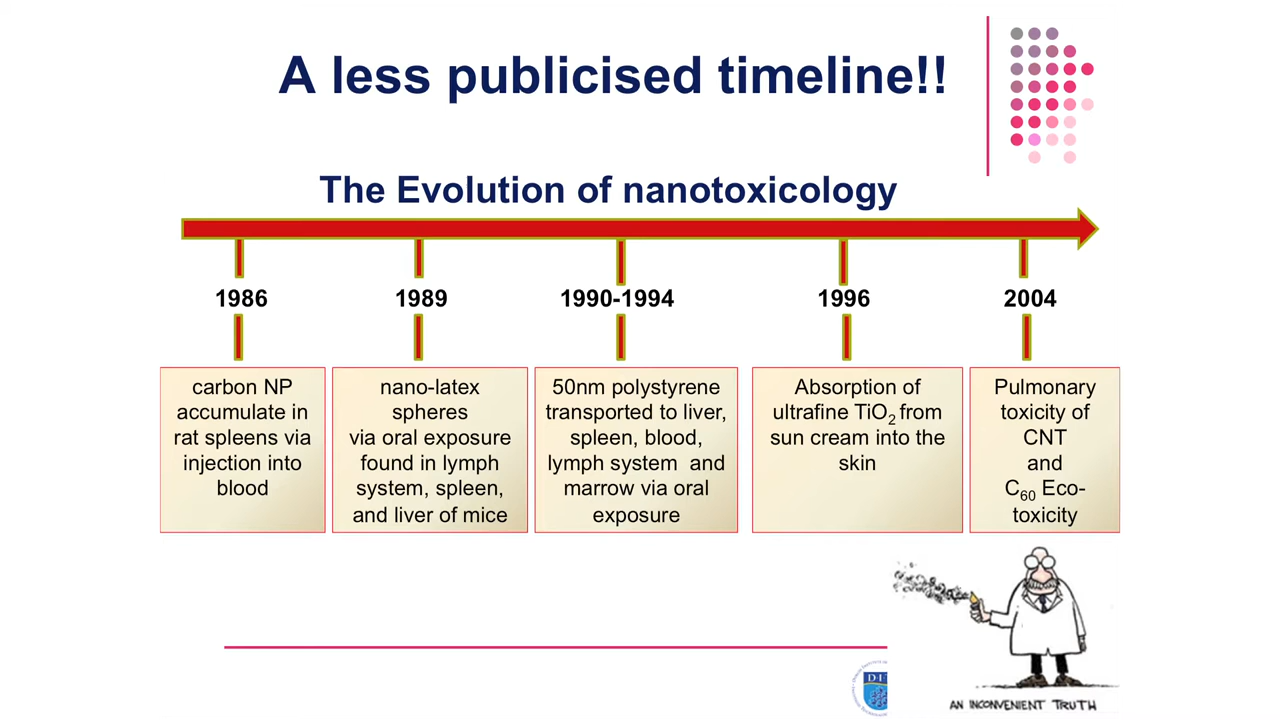 A less publicised timeline!!
The Evolution of nanotoxicology
1986
1989
1990-1994
1996
2004
carbon NP
accumulate in
rat spleens via
injection into
blood
nano-latex
spheres
via oral exposure
found in lymph
system, spleen,
and liver of mice
50nm polystyrene
transported to liver,
spleen, blood,
lymph system and
marrow via oral
exposure
Absorption of
ultrafine TiO₂ from
sun cream into the
skin
Pulmonary
toxicity of
CNT
and
C₆₀ Eco-
toxicity
AN INCONVENIENT TRUTH